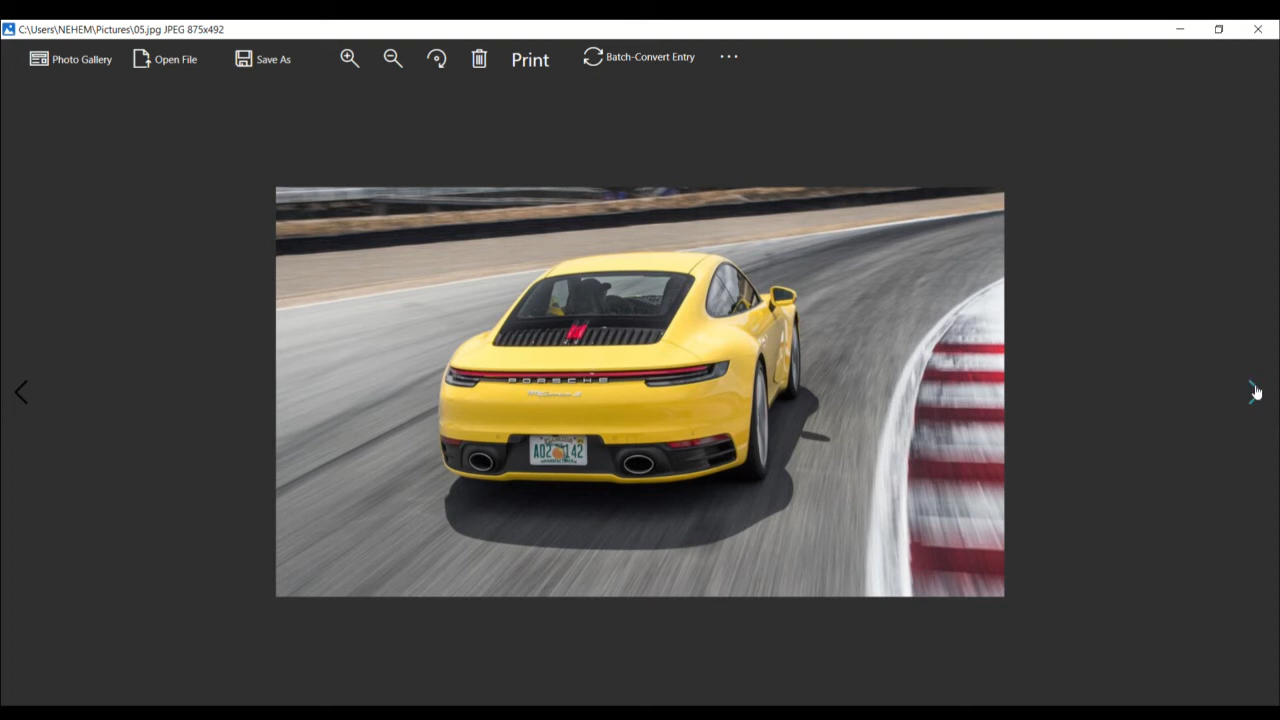 C:\Users\NEHEM\Pictures\05.jpg JPEG 875x492
Photo Gallery
Open File
Save As
Print
Batch-Convert Entry
PORSCHE
A02 142